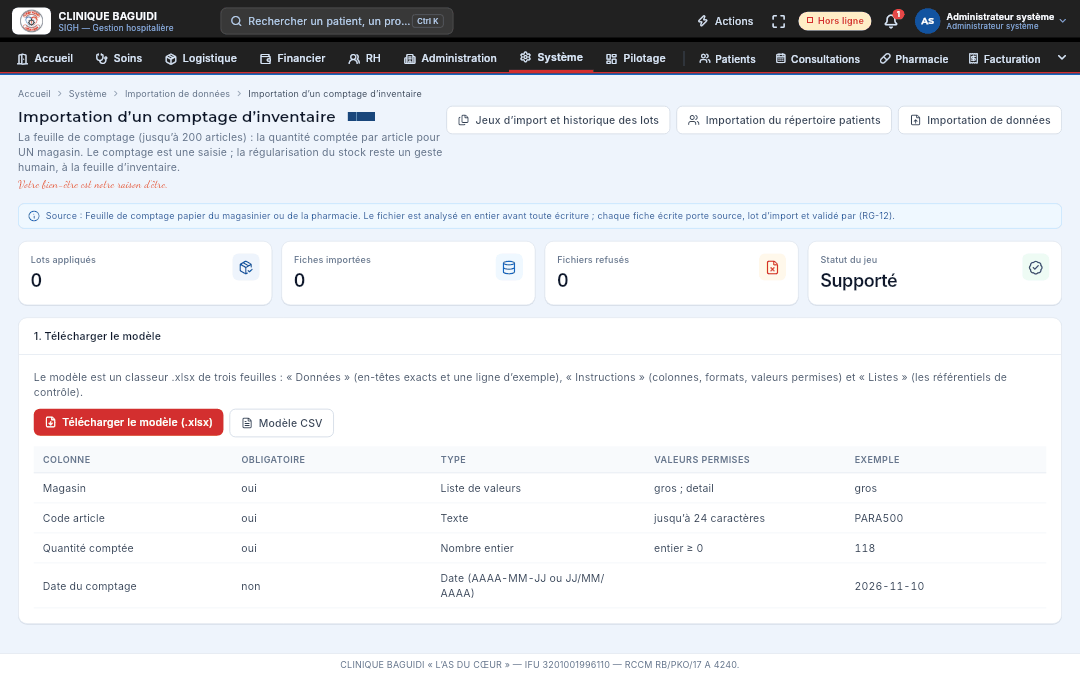 CLINIQUE BAGUIDI
SIGH — Gestion hospitalière
Rechercher un patient, un pro... Ctrl K
Actions
Hors ligne
1
AS
Administrateur système
Administrateur système
Accueil Soins Logistique Financier RH Administration Système Pilotage Patients Consultations Pharmacie Facturation
Accueil > Système > Importation de données > Importation d'un comptage d'inventaire
Importation d'un comptage d'inventaire
La feuille de comptage (jusqu'à 200 articles) : la quantité comptée par article pour
UN magasin. Le comptage est une saisie ; la régularisation du stock reste un geste
humain, à la feuille d'inventaire.
Votre bien-être est notre raison d'être.
Jeux d'import et historique des lots
Importation du répertoire patients
Importation de données
Source : Feuille de comptage papier du magasinier ou de la pharmacie. Le fichier est analysé en entier avant toute écriture ; chaque fiche écrite porte source, lot d'import et validé par (RG-12).
Lots appliqués
0
Fiches importées
0
Fichiers refusés
0
Statut du jeu
Supporté
1. Télécharger le modèle
Le modèle est un classeur .xlsx de trois feuilles : « Données » (en-têtes exacts et une ligne d'exemple), « Instructions » (colonnes, formats, valeurs permises) et « Listes » (les référentiels de
contrôle).
Télécharger le modèle (.xlsx)
Modèle CSV
COLONNE OBLIGATOIRE TYPE VALEURS PERMISES EXEMPLE
Magasin oui Liste de valeurs gros ; detail gros
Code article oui Texte jusqu'à 24 caractères PARA500
Quantité comptée oui Nombre entier entier ≥ 0 118
Date du comptage non Date (AAAA-MM-JJ ou JJ/MM/
AAAA) 2026-11-10
CLINIQUE BAGUIDI « L'AS DU CŒUR » — IFU 3201001996110 — RCCM RB/PKO/17 A 4240.